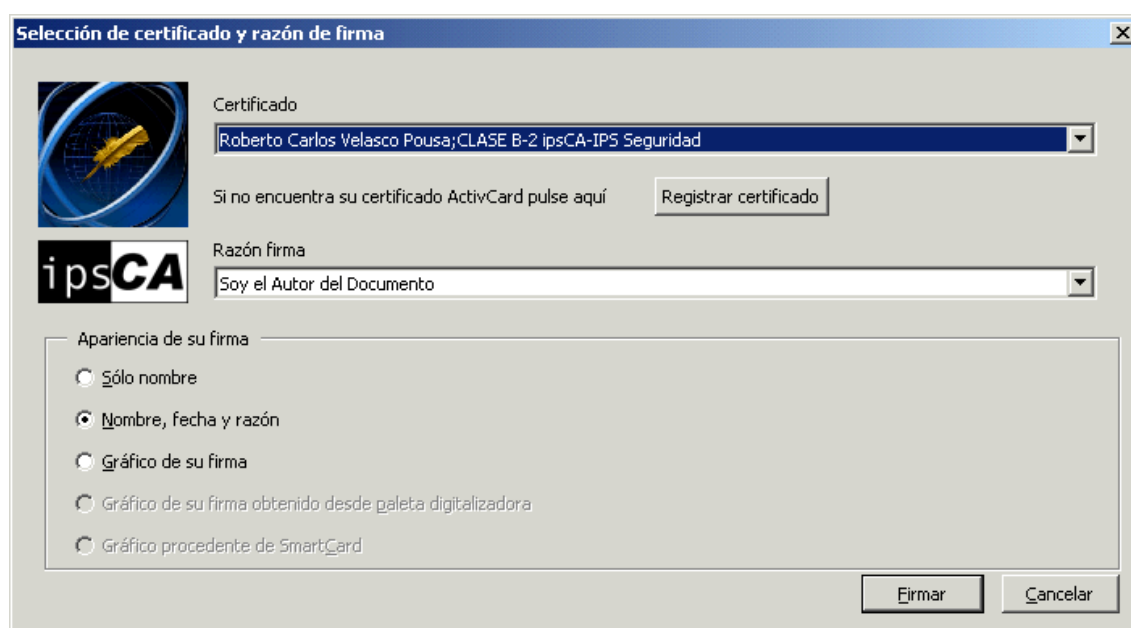 Selección de certificado y razón de firma
Certificado
Roberto Carlos Velasco Pousa;CLASE B-2 ipsCA-IPS Seguridad
Si no encuentra su certificado ActivCard pulse aquí
Registrar certificado
ipsCA
Razón firma
Soy el Autor del Documento
Apariencia de su firma
Sólo nombre
Nombre, fecha y razón
Gráfico de su firma
Gráfico de su firma obtenido desde paleta digitalizadora
Gráfico procedente de SmartCard
Firmar
Cancelar